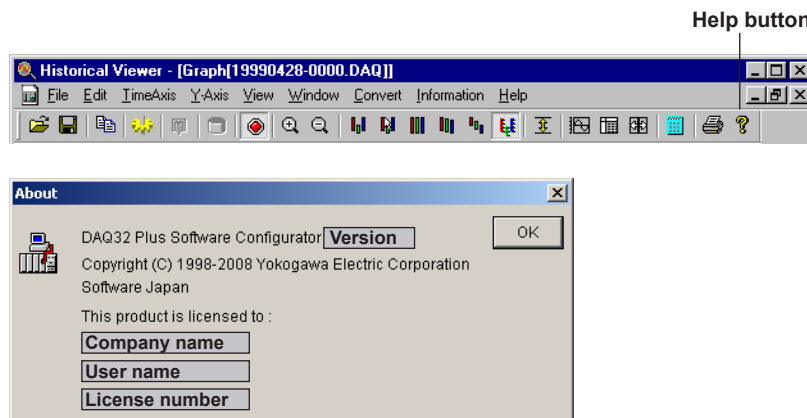 Help button
Historical Viewer - [Graph[19990428-0000.DAQ]]
File Edit TimeAxis Y-Axis View Window Convert Information Help
About
DAQ32 Plus Software Configurator Version
OK
Copyright (C) 1998-2008 Yokogawa Electric Corporation
Software Japan
This product is licensed to :
Company name
User name
License number